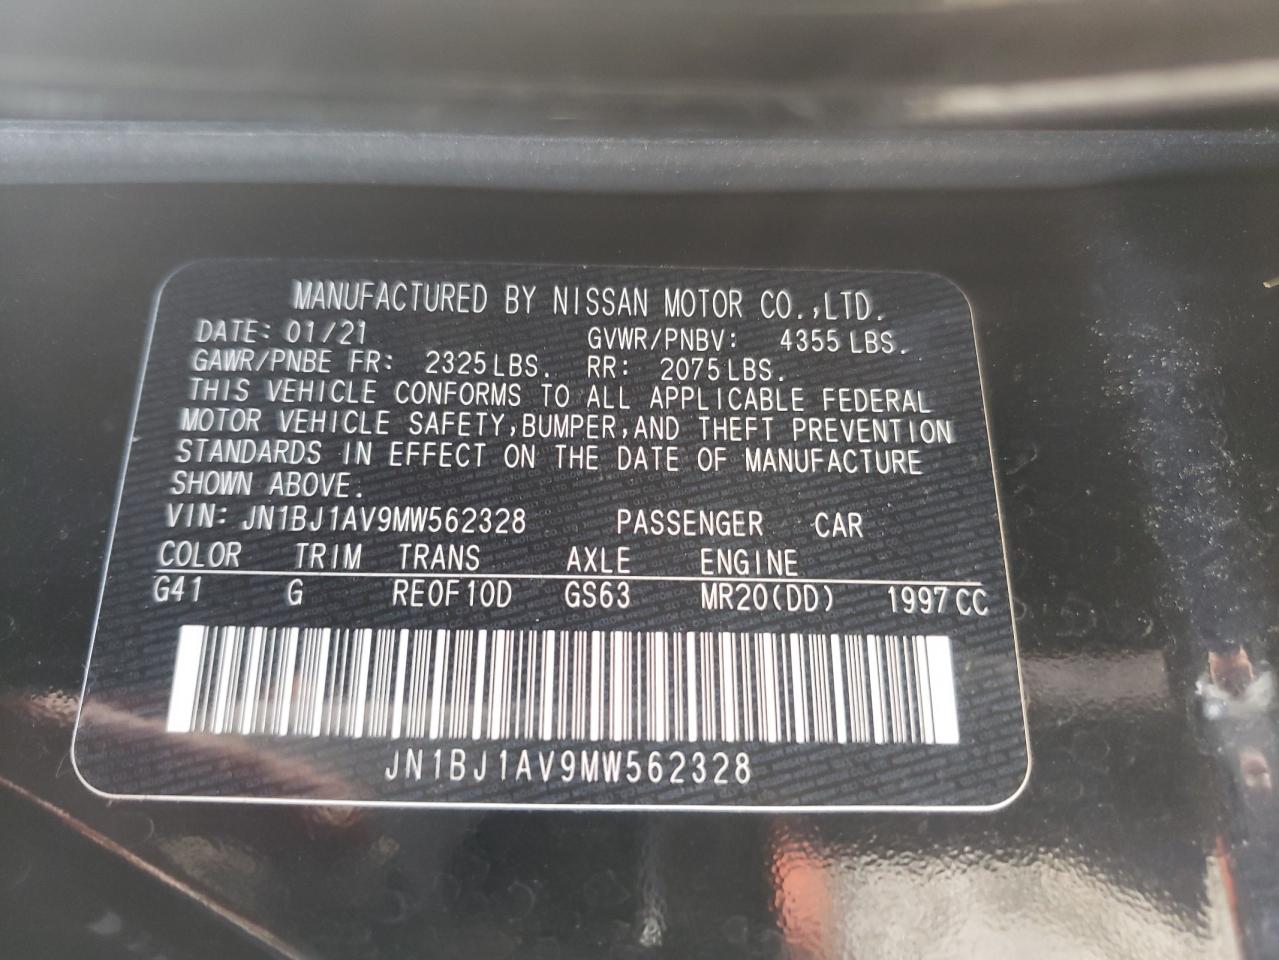 MANUFACTURED BY NISSAN MOTOR CO.,LTD.
DATE: 01/21 GVWR/PNBV: 4355 LBS.
GAWR/PNBE FR: 2325 LBS. RR: 2075 LBS.
THIS VEHICLE CONFORMS TO ALL APPLICABLE FEDERAL
MOTOR VEHICLE SAFETY, BUMPER, AND THEFT PREVENTION
STANDARDS IN EFFECT ON THE DATE OF MANUFACTURE
SHOWN ABOVE.
VIN: JN1BJ1AV9MW562328 PASSENGER CAR
COLOR TRIM TRANS AXLE ENGINE
G41 G RE0F10D GS63 MR20(DD) 1997 CC
JN1BJ1AV9MW562328